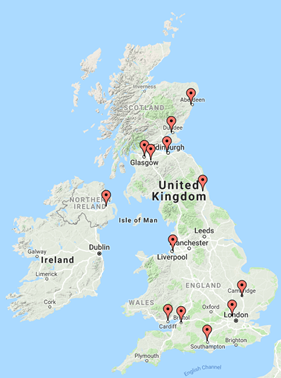 Inverness
SCOTLAND
Aberdeen
Dundee
Edinburgh
Glasgow
United
Kingdom
NORTHERN
IRELAND
Isle of Man
Leeds
Dublin
Manchester
Galway
Ireland
Liverpool
Limerick
ENGLAND
WALES
Cambridge
Cork
Oxford
Cardiff
Bristol
London
Southampton
Brighton
Plymouth
English Channel